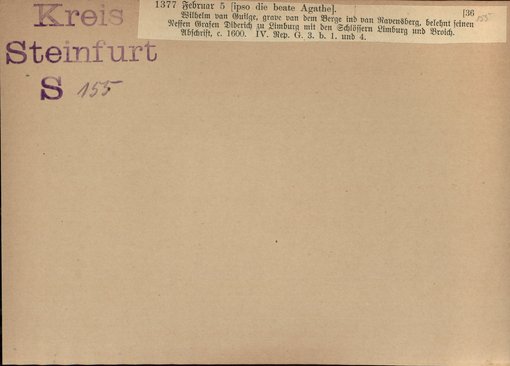 Kreis
Steinfurt
S 155
1377 Februar 5 [ipso die beate Agathe]. [36
155
Wilhelm van Guilge, grave van dem Berge ind van Ravensberg, belehnt seinen
Neffen Grafen Diderich zu Limburg mit den Schlössern Limburg und Broich.
Abschrift, c. 1600. IV. Rep. G. 3. b. 1. und 4.